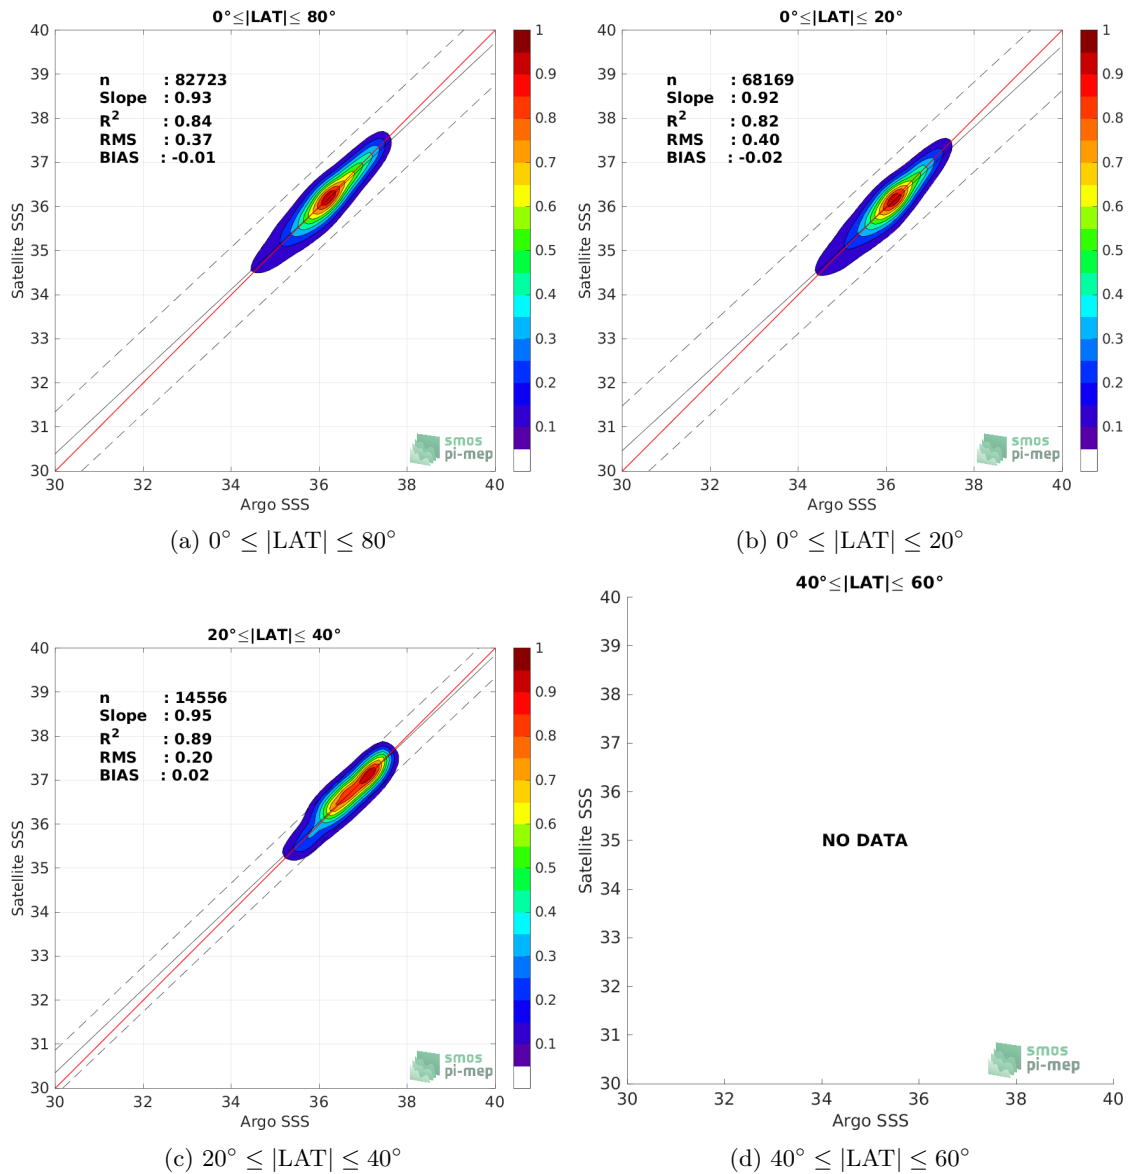 0°≤|LAT|≤ 80°
40
39
38
37
36
35
34
33
32
31
30
n : 82723
Slope : 0.93
R² : 0.84
RMS : 0.37
BIAS : -0.01
Satellite SSS
30 32 34 36 38 40
Argo SSS
1
0.9
0.8
0.7
0.6
0.5
0.4
0.3
0.2
0.1
smos
pi-mep
(a) 0° ≤ |LAT| ≤ 80°
0°≤|LAT|≤ 20°
40
39
38
37
36
35
34
33
32
31
30
n : 68169
Slope : 0.92
R² : 0.82
RMS : 0.40
BIAS : -0.02
Satellite SSS
30 32 34 36 38 40
Argo SSS
1
0.9
0.8
0.7
0.6
0.5
0.4
0.3
0.2
0.1
smos
pi-mep
(b) 0° ≤ |LAT| ≤ 20°
20°≤|LAT|≤ 40°
40
39
38
37
36
35
34
33
32
31
30
n : 14556
Slope : 0.95
R² : 0.89
RMS : 0.20
BIAS : 0.02
Satellite SSS
30 32 34 36 38 40
Argo SSS
1
0.9
0.8
0.7
0.6
0.5
0.4
0.3
0.2
0.1
smos
pi-mep
(c) 20° ≤ |LAT| ≤ 40°
40°≤|LAT|≤ 60°
40
39
38
37
36
35
34
33
32
31
30
NO DATA
Satellite SSS
30 32 34 36 38 40
Argo SSS
smos
pi-mep
(d) 40° ≤ |LAT| ≤ 60°